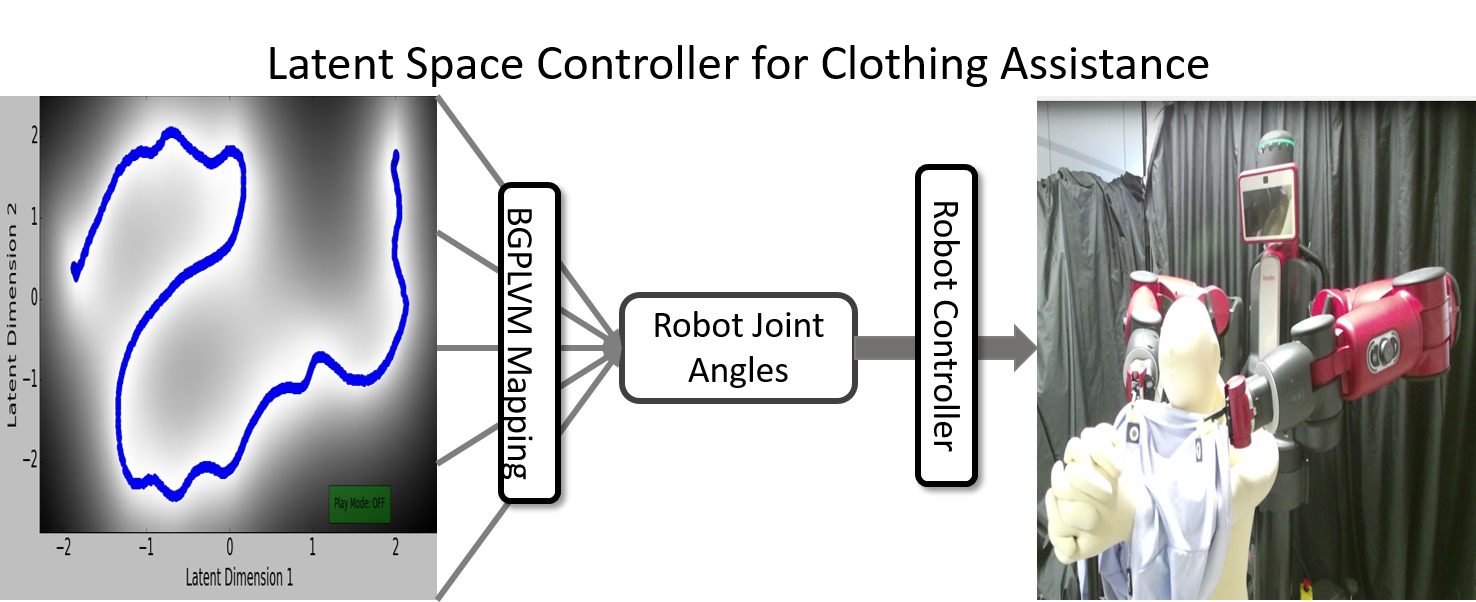 Latent Space Controller for Clothing Assistance
Latent Dimension 2
2
1
0
−1
−2
Play Mode: OFF
−2
−1
0
1
2
Latent Dimension 1
BGPLVM Mapping
Robot Joint
Angles
Robot Controller